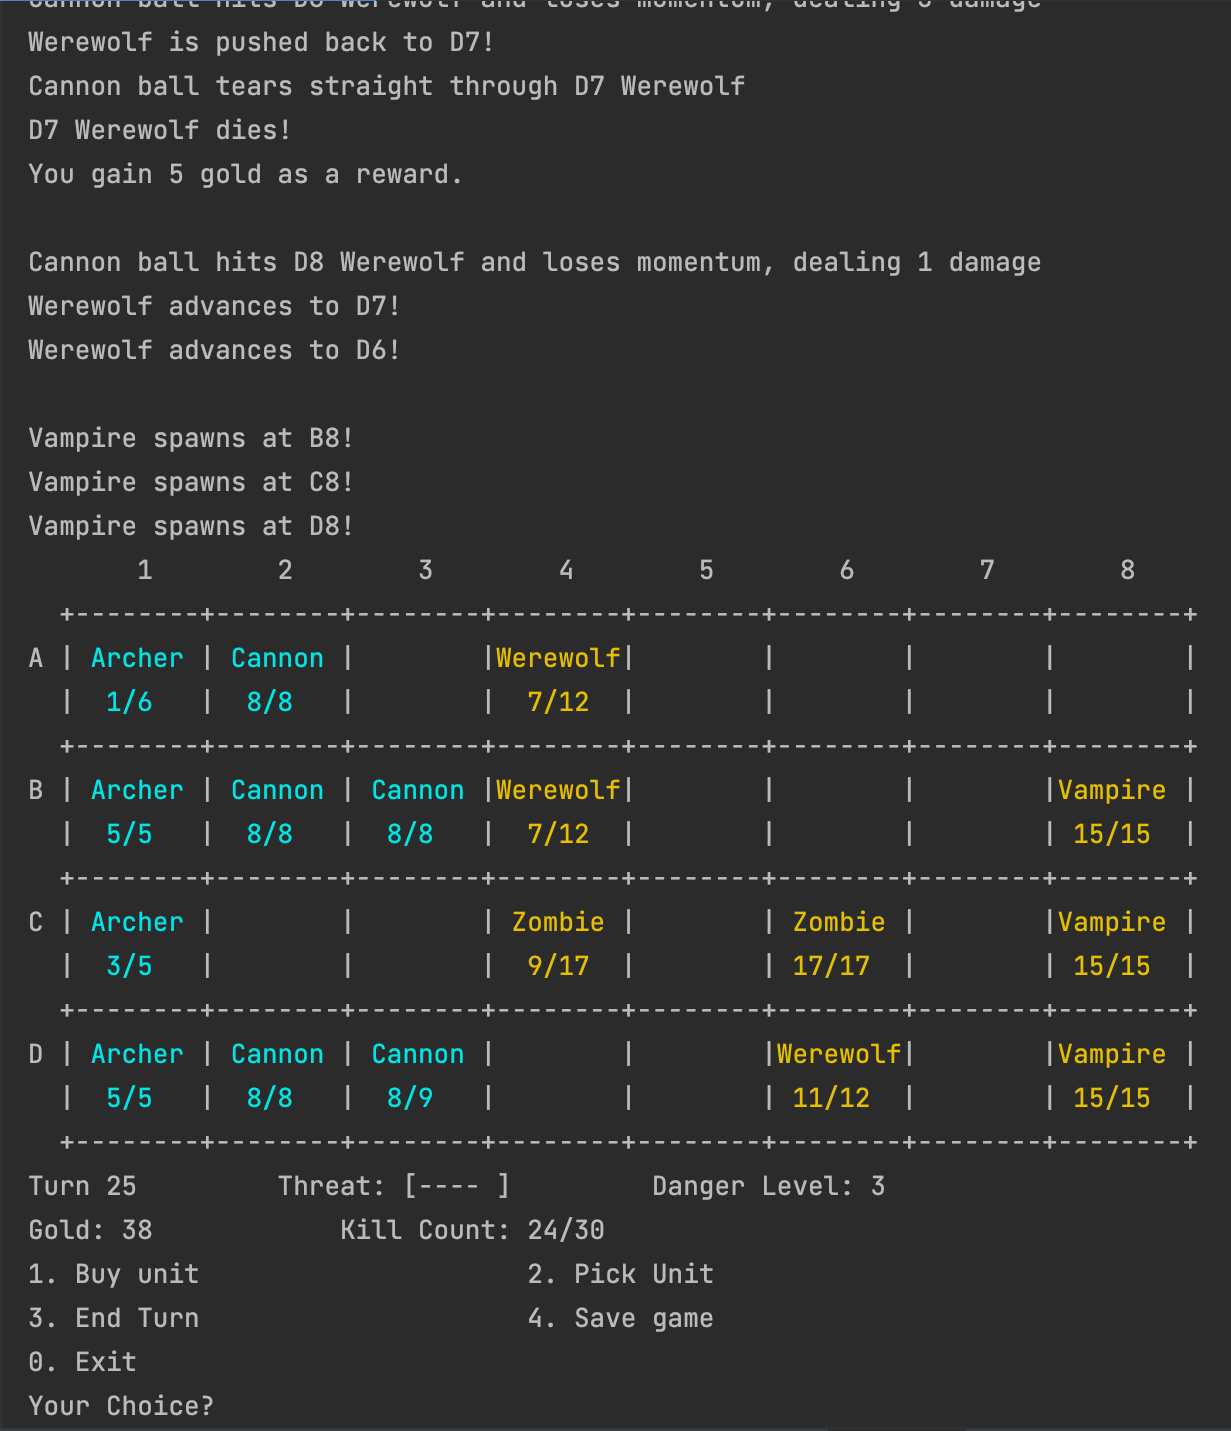 Cannon ball hits D6 Werewolf and loses momentum, dealing damage
Werewolf is pushed back to D7!
Cannon ball tears straight through D7 Werewolf
D7 Werewolf dies!
You gain 5 gold as a reward.
Cannon ball hits D8 Werewolf and loses momentum, dealing 1 damage
Werewolf advances to D7!
Werewolf advances to D6!
Vampire spawns at B8!
Vampire spawns at C8!
Vampire spawns at D8!
1 2 3 4 5 6 7 8
+--------+--------+--------+--------+--------+--------+--------+--------+
A | Archer | Cannon |        |Werewolf|        |        |        |        |
|  1/6   |  8/8   |        |  7/12  |        |        |        |        |
+--------+--------+--------+--------+--------+--------+--------+--------+
B | Archer | Cannon | Cannon |Werewolf|        |        |        |Vampire |
|  5/5   |  8/8   |  8/8   |  7/12  |        |        |        | 15/15  |
+--------+--------+--------+--------+--------+--------+--------+--------+
C | Archer |        |        | Zombie |        | Zombie |        |Vampire |
|  3/5   |        |        |  9/17  |        | 17/17  |        | 15/15  |
+--------+--------+--------+--------+--------+--------+--------+--------+
D | Archer | Cannon | Cannon |        |        |Werewolf|        |Vampire |
|  5/5   |  8/8   |  8/9   |        |        | 11/12  |        | 15/15  |
+--------+--------+--------+--------+--------+--------+--------+--------+
Turn 25         Threat: [---- ]         Danger Level: 3
Gold: 38            Kill Count: 24/30
1. Buy unit                     2. Pick Unit
3. End Turn                     4. Save game
0. Exit
Your Choice?